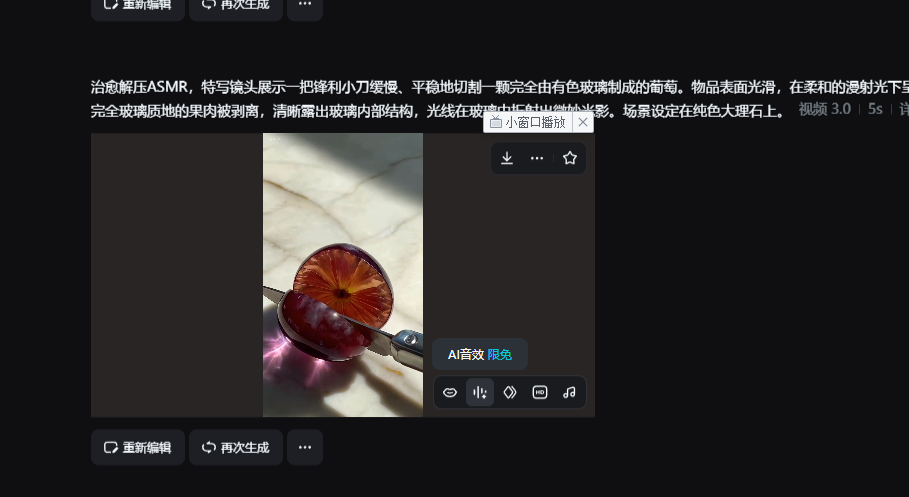 重新编辑
再次生成
治愈解压ASMR，特写镜头展示一把锋利小刀缓慢、平稳地切割一颗完全由有色玻璃制成的葡萄。物品表面光滑，在柔和的漫射光下呈
完全玻璃质地的果肉被剥离，清晰露出玻璃内部结构，光线在玻璃中折射出微妙光影。场景设定在纯色大理石上。 视频 3.0 | 5s | 详
小窗口播放
AI音效 限免
HD
重新编辑
再次生成